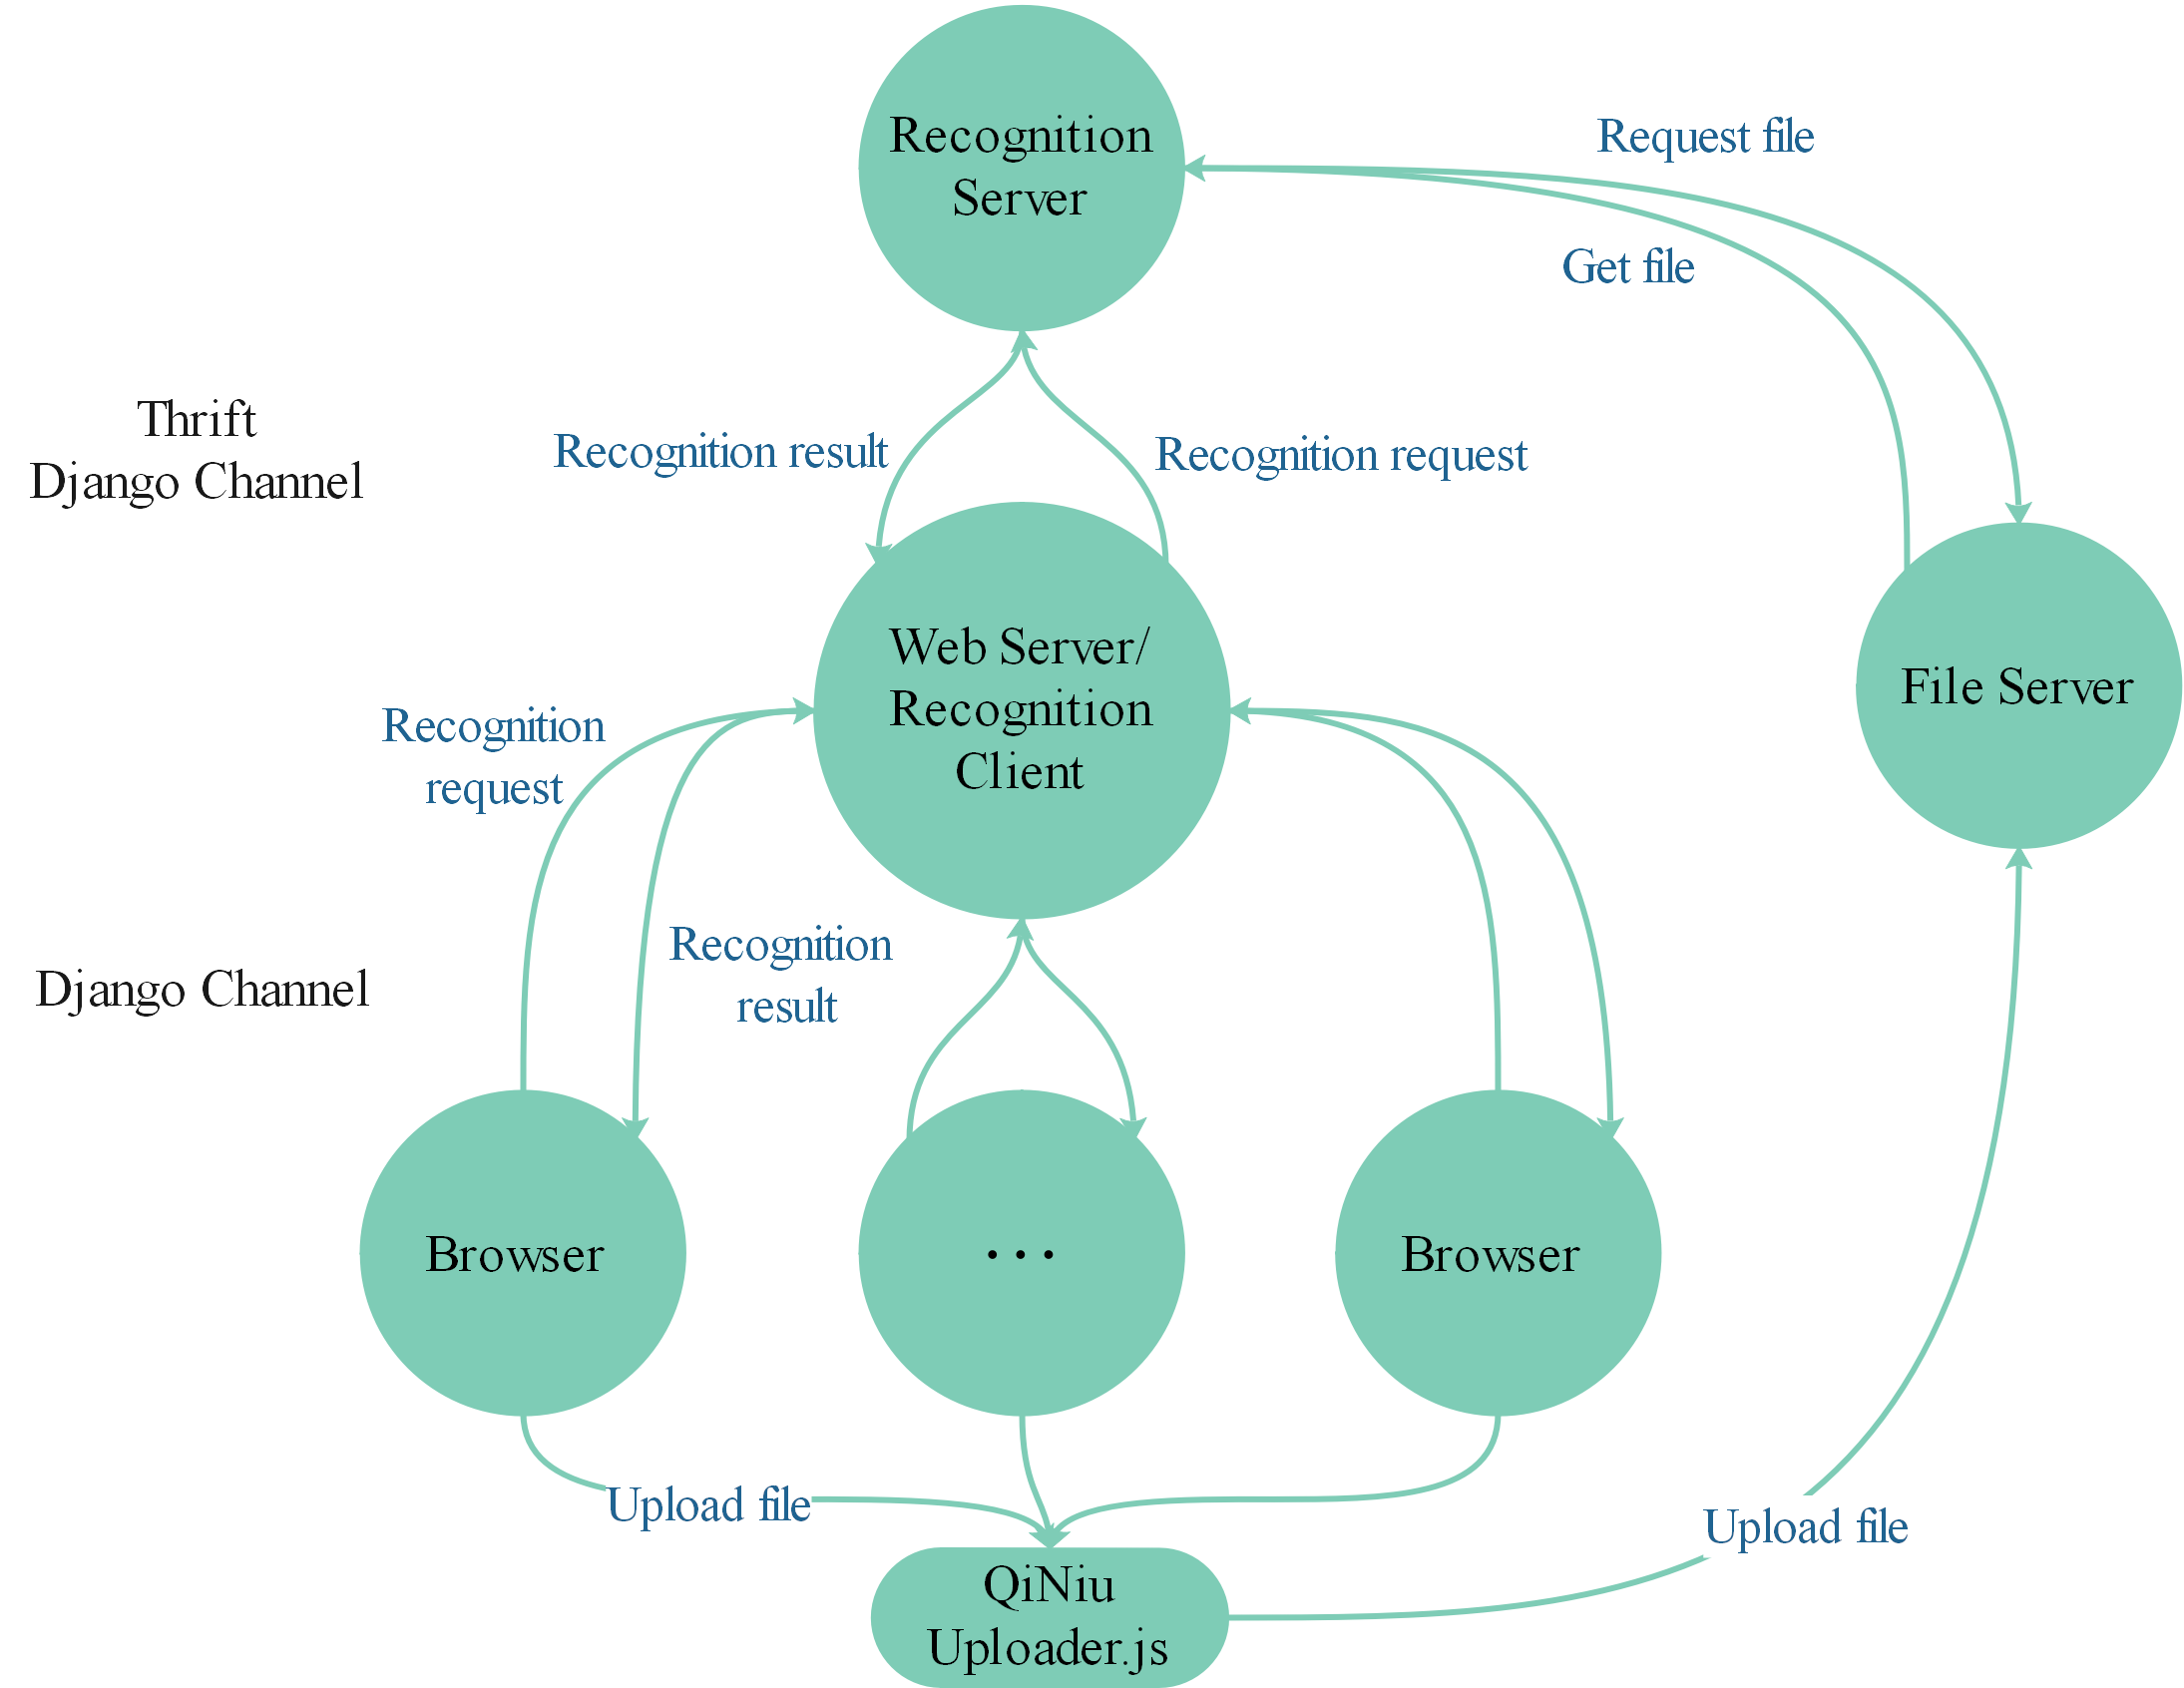 Recognition
Server
Request file
Get file
Thrift
Django Channel
Recognition result
Recognition request
Web Server/
Recognition
Client
File Server
Recognition
request
Recognition
result
Django Channel
Browser
...
Browser
Upload file
Upload file
QiNiu
Uploader.js